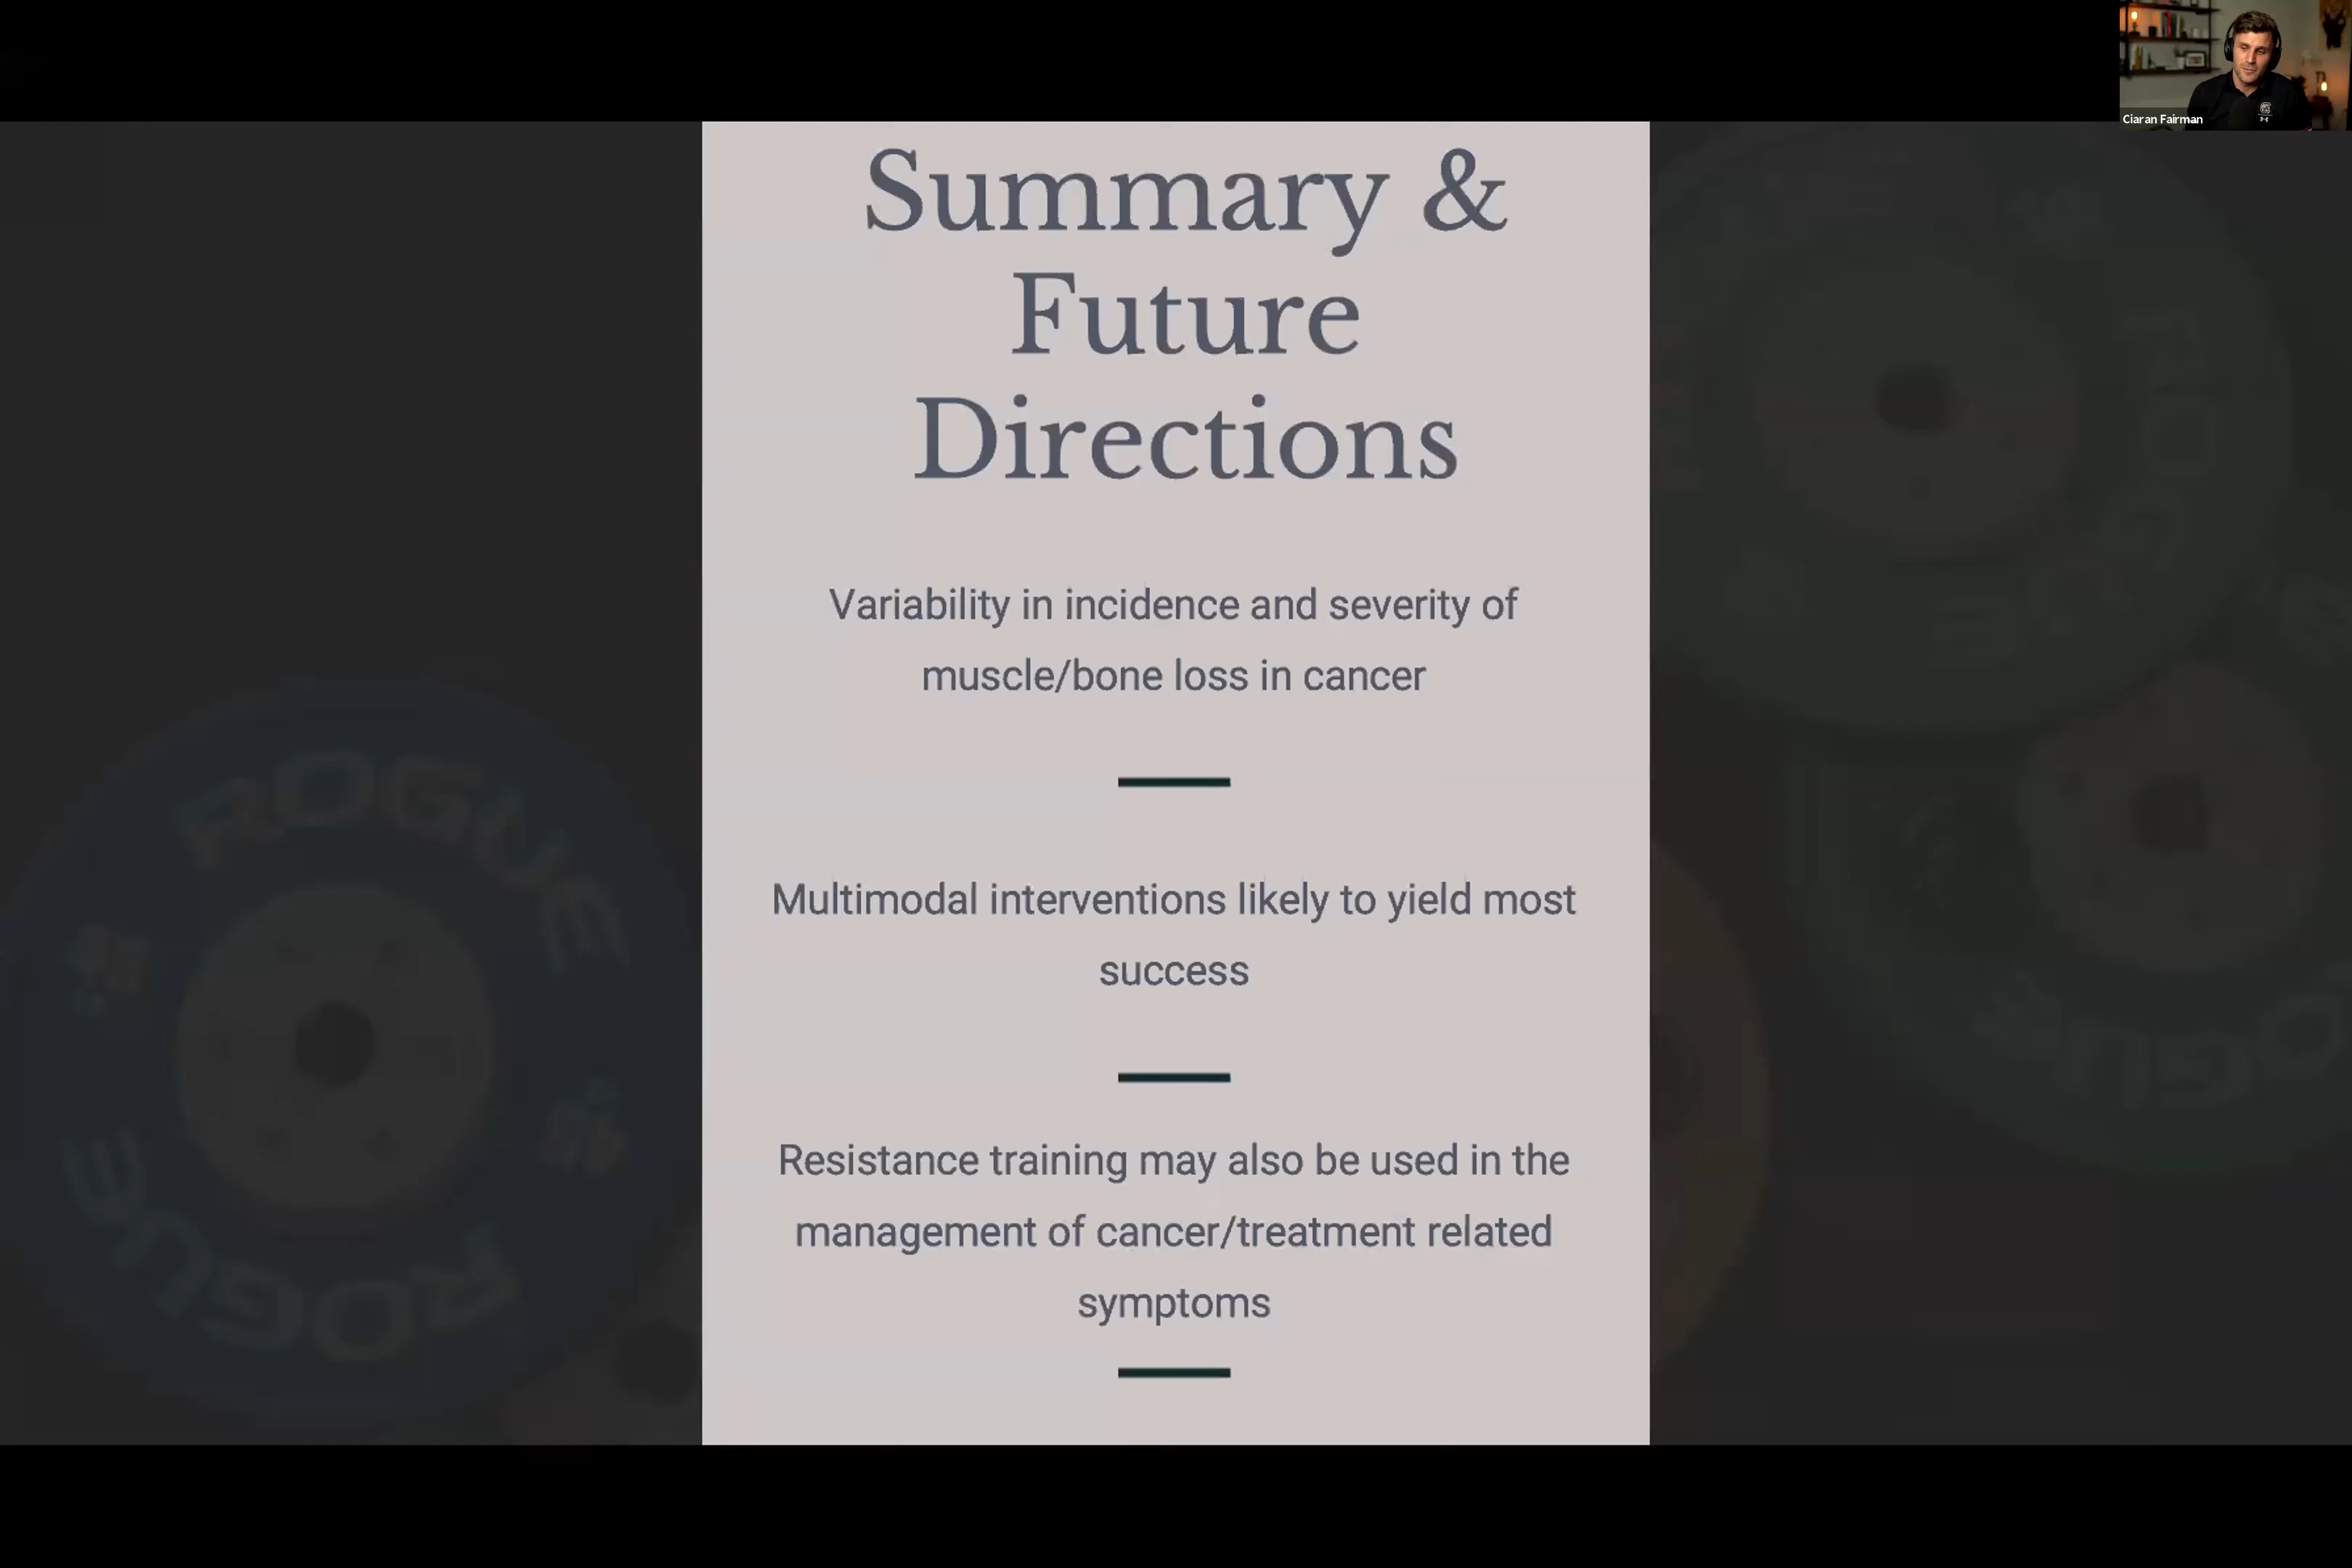 Ciaran Fairman
Summary &
Future
Directions
Variability in incidence and severity of
muscle/bone loss in cancer
Multimodal interventions likely to yield most
success
Resistance training may also be used in the
management of cancer/treatment related
symptoms
ROGUE
ROGUE